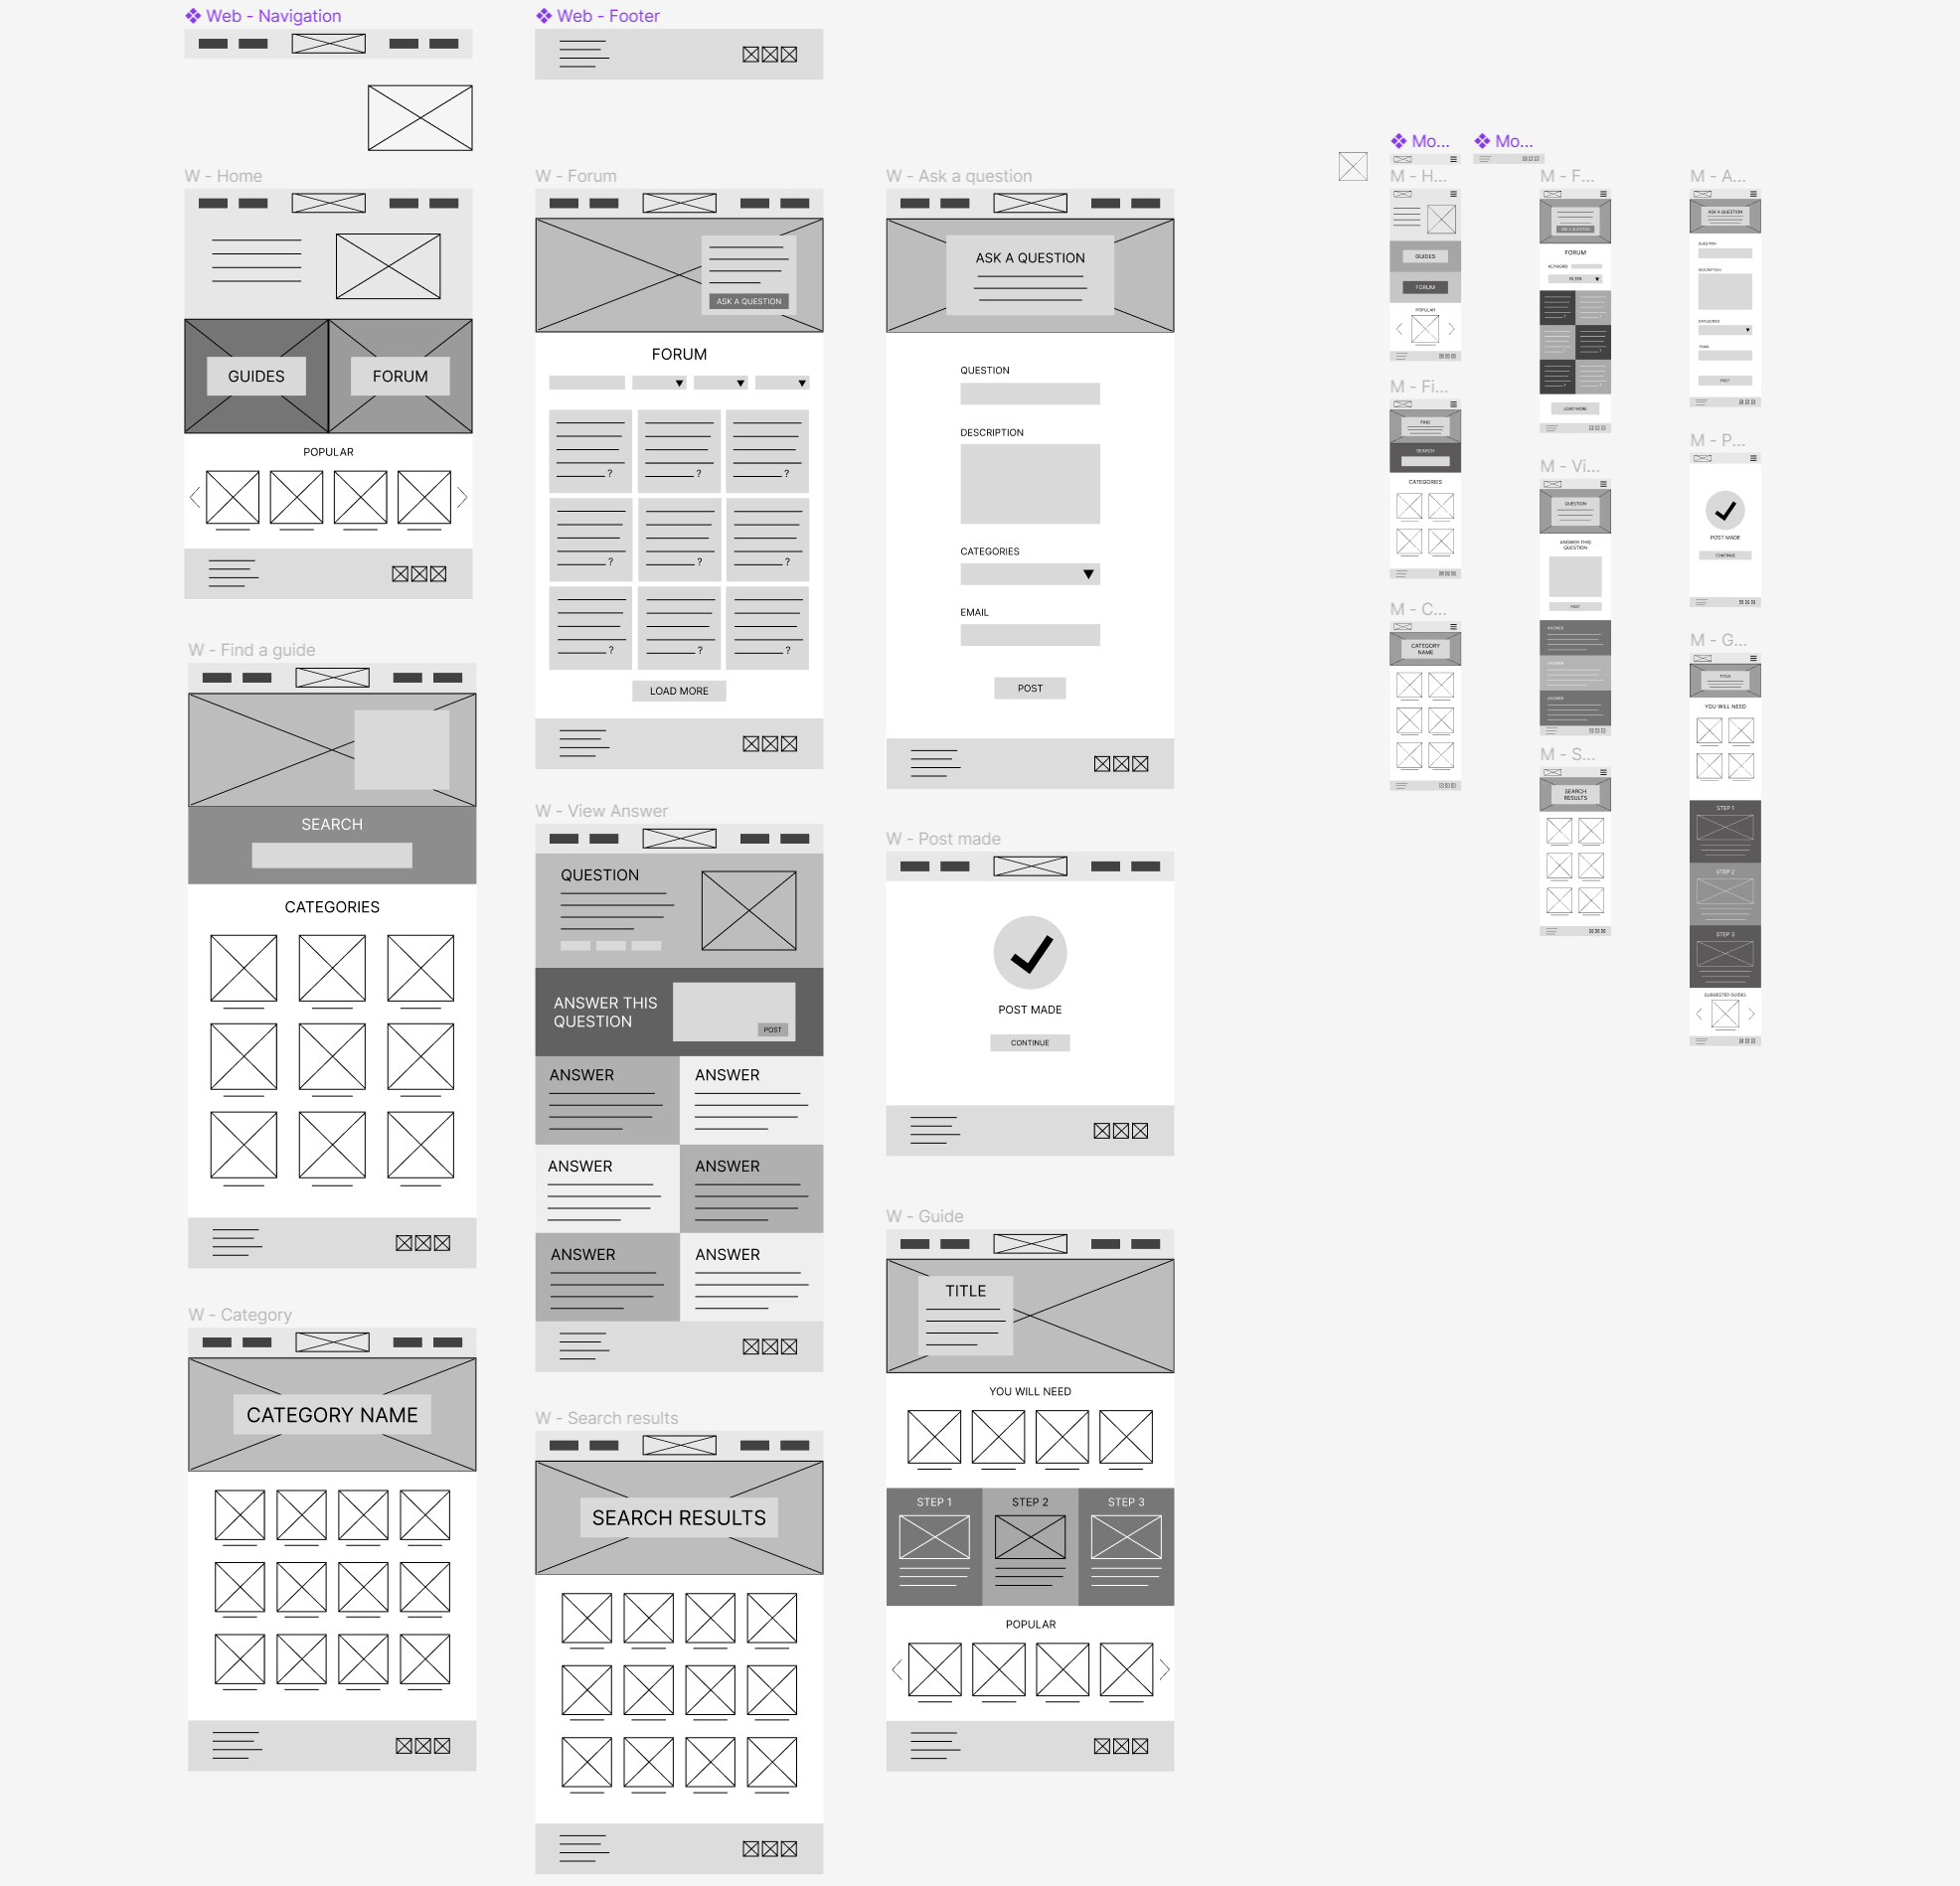 Web - Navigation
Web - Footer
W - Home
GUIDES
FORUM
POPULAR
W - Find a guide
SEARCH
CATEGORIES
W - Category
CATEGORY NAME
W - Forum
ASK A QUESTION
FORUM
?
?
?
?
?
?
?
?
?
LOAD MORE
W - View Answer
QUESTION
ANSWER THIS
QUESTION
POST
ANSWER
ANSWER
ANSWER
ANSWER
ANSWER
ANSWER
W - Search results
SEARCH RESULTS
W - Ask a question
ASK A QUESTION
QUESTION
DESCRIPTION
CATEGORIES
EMAIL
POST
W - Post made
POST MADE
CONTINUE
W - Guide
TITLE
YOU WILL NEED
STEP 1
STEP 2
STEP 3
POPULAR
Mo...
Mo...
M - H...
GUIDES
FORUM
POPULAR
M - Fi...
FIND
SEARCH
CATEGORIES
M - C...
CATEGORY
NAME
M - F...
ASK A QUESTION
FORUM
KEYWORD
FILTER
?
?
?
?
?
?
LOAD MORE
M - Vi...
QUESTION
ANSWER THIS
QUESTION
POST
ANSWER
ANSWER
ANSWER
M - S...
SEARCH
RESULTS
M - A...
ASK A QUESTION
QUESTION
DESCRIPTION
CATEGORIES
EMAIL
POST
M - P...
POST MADE
CONTINUE
M - G...
TITLE
YOU WILL NEED
STEP 1
STEP 2
STEP 3
SUGGESTED GUIDES